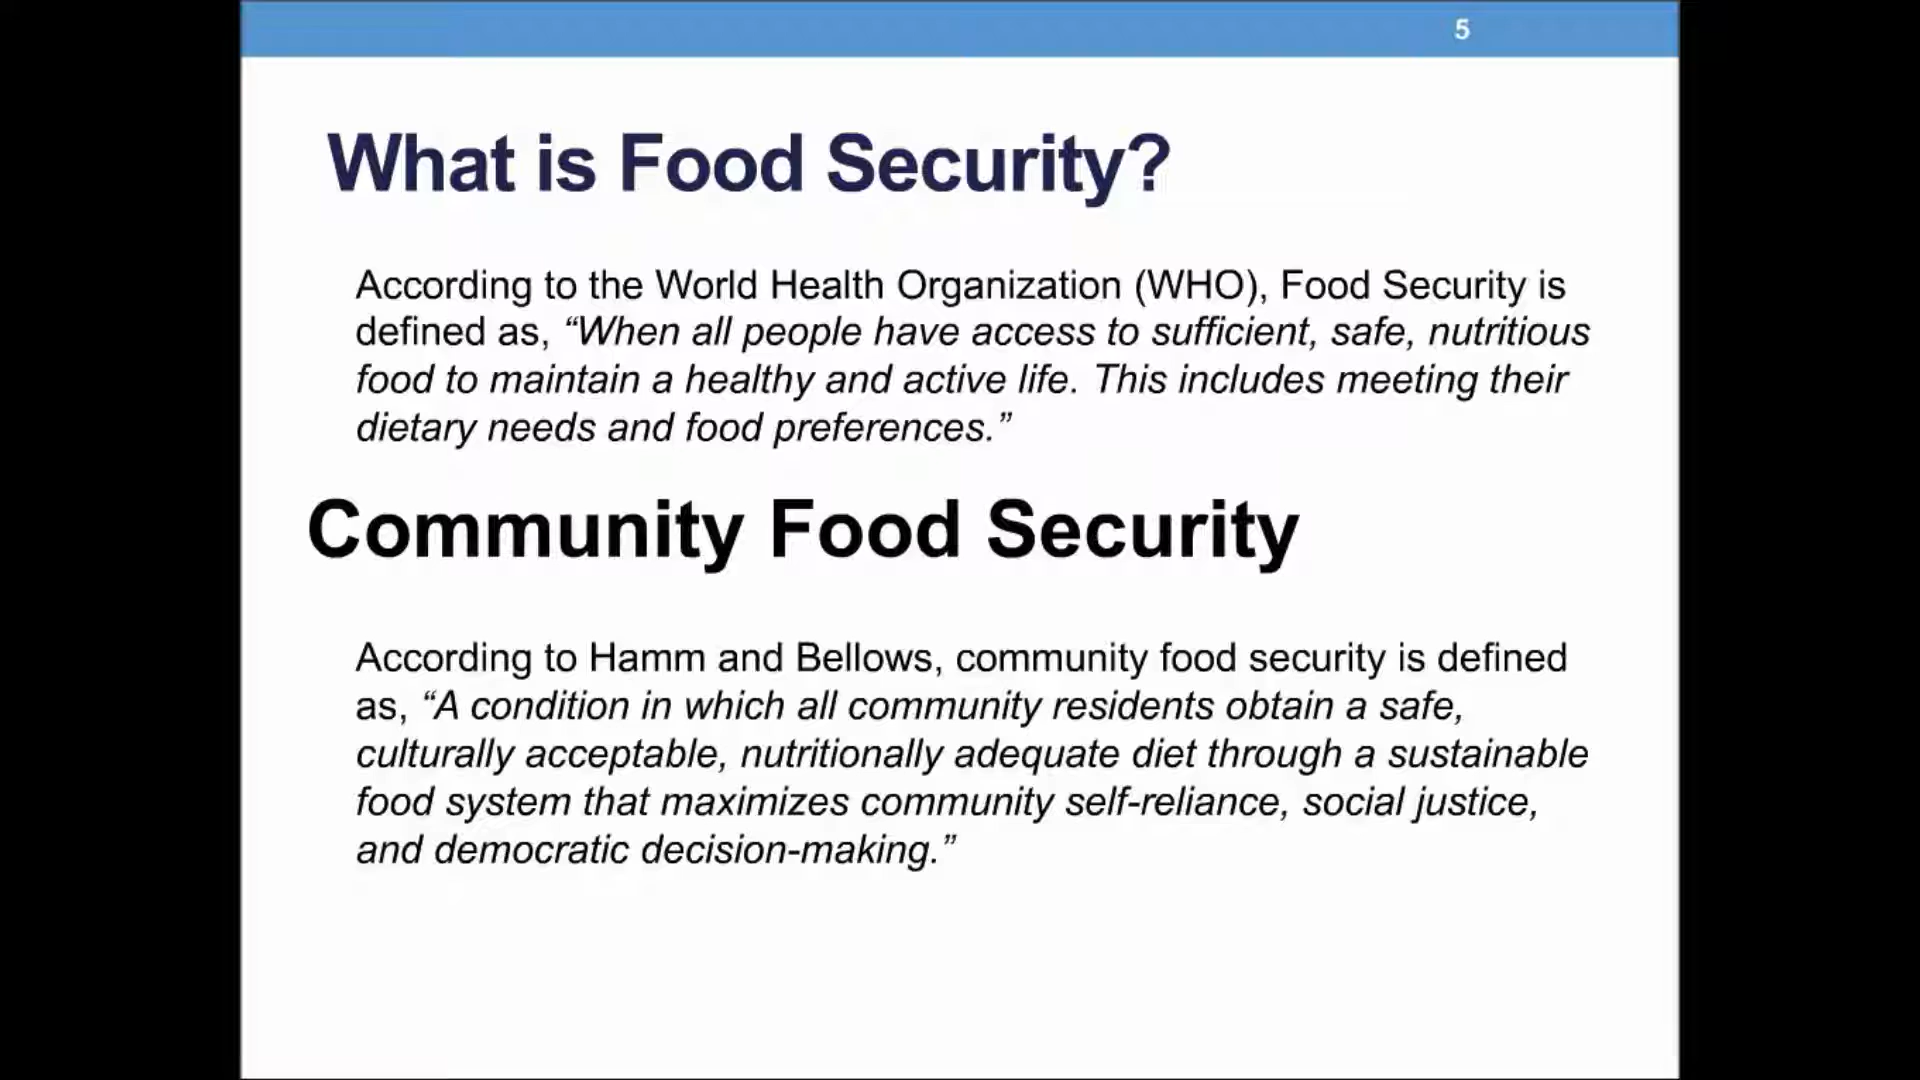 5
What is Food Security?
According to the World Health Organization (WHO), Food Security is
defined as, “When all people have access to sufficient, safe, nutritious
food to maintain a healthy and active life. This includes meeting their
dietary needs and food preferences.”
Community Food Security
According to Hamm and Bellows, community food security is defined
as, “A condition in which all community residents obtain a safe,
culturally acceptable, nutritionally adequate diet through a sustainable
food system that maximizes community self-reliance, social justice,
and democratic decision-making.”